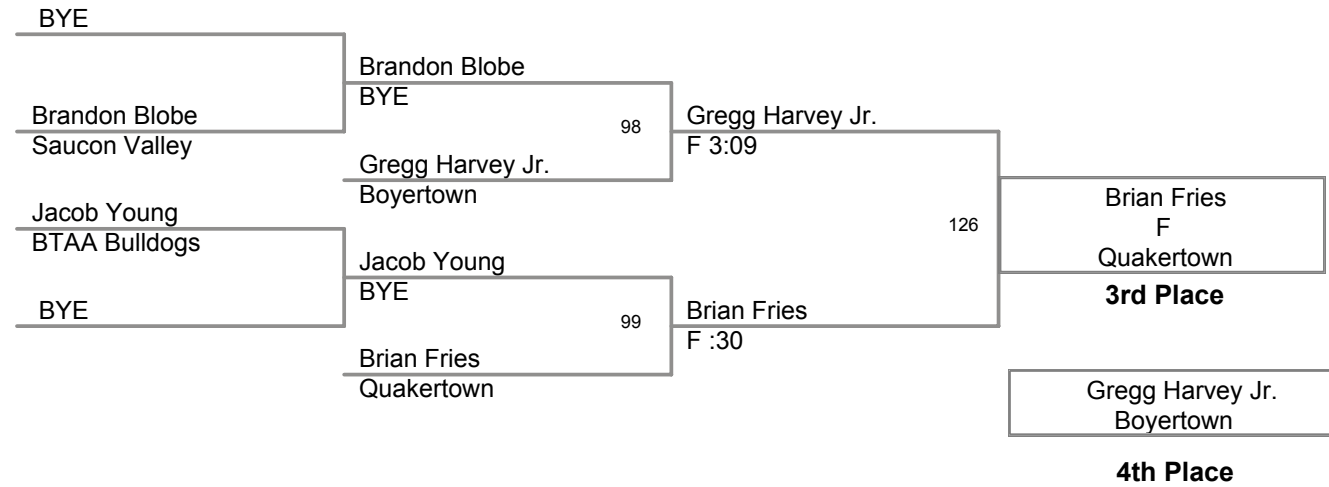 BYE
Brandon Blobe
BYE
Brandon Blobe
Saucon Valley
98
Gregg Harvey Jr.
F 3:09
Gregg Harvey Jr.
Boyertown
Jacob Young
BTAA Bulldogs
126
Brian Fries
F
Quakertown
3rd Place
Jacob Young
BYE
BYE
99
Brian Fries
F :30
Brian Fries
Quakertown
Gregg Harvey Jr.
Boyertown
4th Place